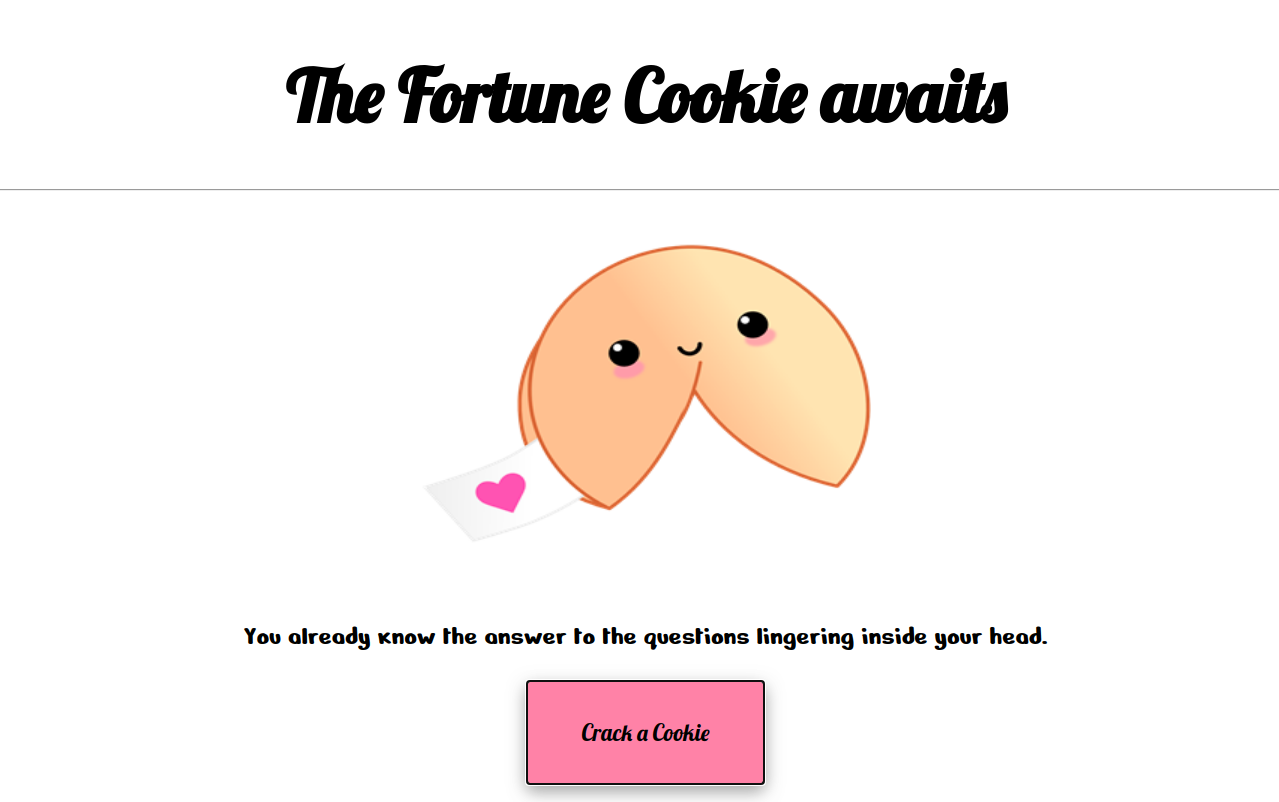 The Fortune Cookie awaits
You already know the answer to the questions lingering inside your head.
Crack a Cookie